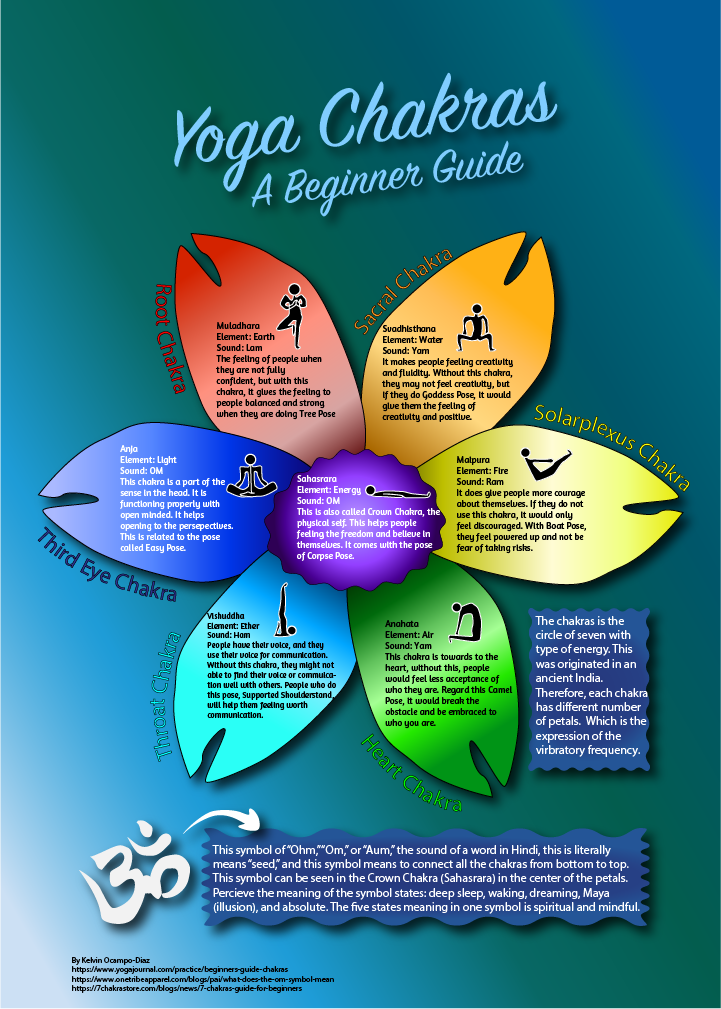 Yoga Chakras
A Beginner Guide
Root Chakra
Muladhara
Element: Earth
Sound: Lam
The feeling of people when
they are not fully
confident, but with this
chakra, it gives the feeling to
people balanced and strong
when they are doing Tree Pose
Sacral Chakra
Svadhisthana
Element: Water
Sound: Yam
It makes people feeling creativity
and fluidity. Without this chakra,
they may not feel creativity, but
if they do Goddess Pose, it would
give them the feeling of
creativity and positive.
Third Eye Chakra
Anja
Element: Light
Sound: OM
This chakra is a part of the
sense in the head. It is
functioning properly with
open minded. It helps
opening to the persepectives.
This is related to the pose
called Easy Pose.
Sahasrara
Element: Energy
Sound: OM
This is also called Crown Chakra, the
physical self. This helps people
feeling the freedom and believe in
themselves. It comes with the pose
of Corpse Pose.
Solarplexus Chakra
Maipura
Element: Fire
Sound: Ram
It does give people more courage
about themselves. If they do not
use this chakra, it would only
feel discouraged. With Boat Pose,
they feel powered up and not be
fear of taking risks.
Throat Chakra
Vishuddha
Element: Ether
Sound: Ham
People have their voice, and they
use their voice for communication.
Without this chakra, they might not
able to find their voice or communica-
tion well with others. People who do
this pose, Supported Shoulderstand,
will help them feeling worth
communication.
Heart Chakra
Anahata
Element: Air
Sound: Yam
This chakra is towards to the
heart, without this, people
would feel less acceptance of
who they are. Regard this Camel
Pose, it would break the
obstacle and be embraced to
who you are.
The chakras is the
circle of seven with
type of energy. This
was originated in an
ancient India.
Therefore, each chakra
has different number
of petals.  Which is the
expression of the
virbratory frequency.
ॐ
This symbol of “Ohm,” “Om,” or “Aum,” the sound of a word in Hindi, this is literally
means “seed,” and this symbol means to connect all the chakras from bottom to top.
This symbol can be seen in the Crown Chakra (Sahasrara) in the center of the petals.
Percieve the meaning of the symbol states: deep sleep, waking, dreaming, Maya
(illusion), and absolute. The five states meaning in one symbol is spiritual and mindful.
By Kelvin Ocampo-Diaz
https://www.yogajournal.com/practice/beginners-guide-chakras
https://www.onetribeapparel.com/blogs/pai/what-does-the-om-symbol-mean
https://7chakrastore.com/blogs/news/7-chakras-guide-for-beginners